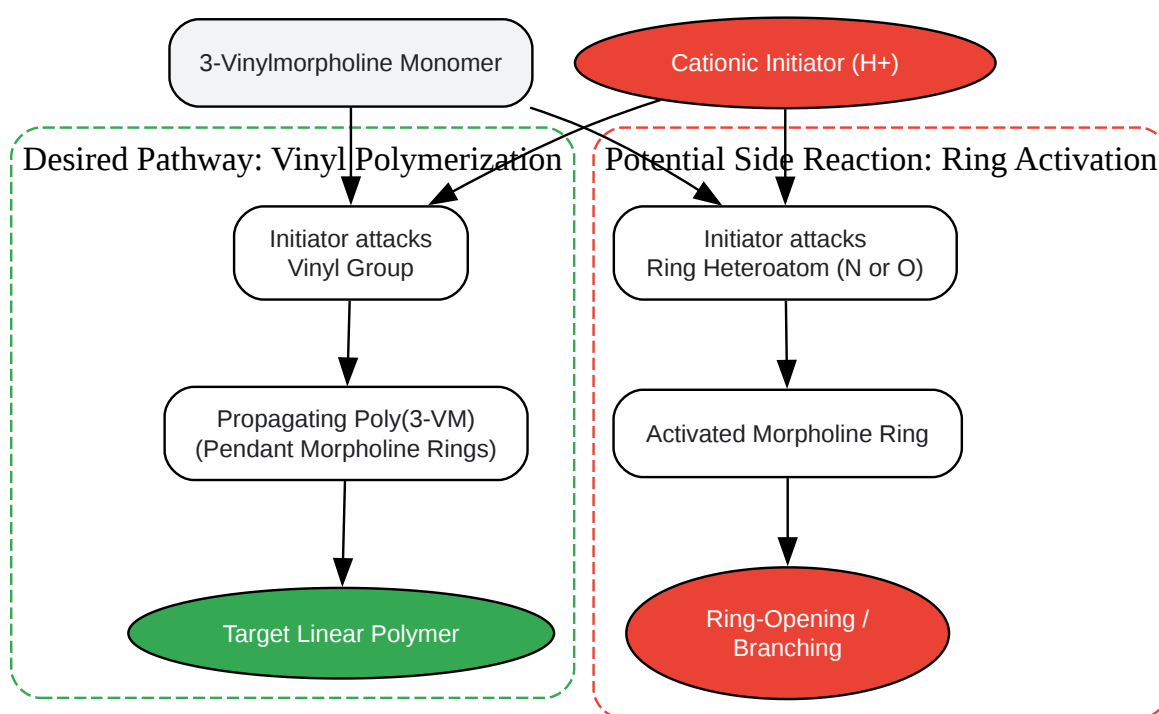 3-Vinylmorpholine Monomer
Cationic Initiator (H+)
Desired Pathway: Vinyl Polymerization
Potential Side Reaction: Ring Activation
Initiator attacks
Vinyl Group
Initiator attacks
Ring Heteroatom (N or O)
Propagating Poly(3-VM)
(Pendant Morpholine Rings)
Activated Morpholine Ring
Target Linear Polymer
Ring-Opening /
Branching